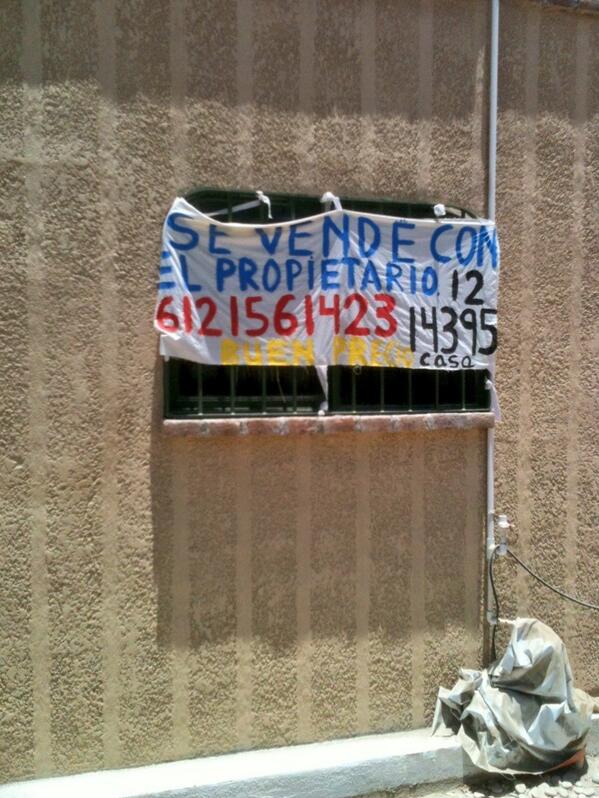 SE VENDE CON
EL PROPIETARIO 12
6121561423 14395
BUEN PRECIO casa